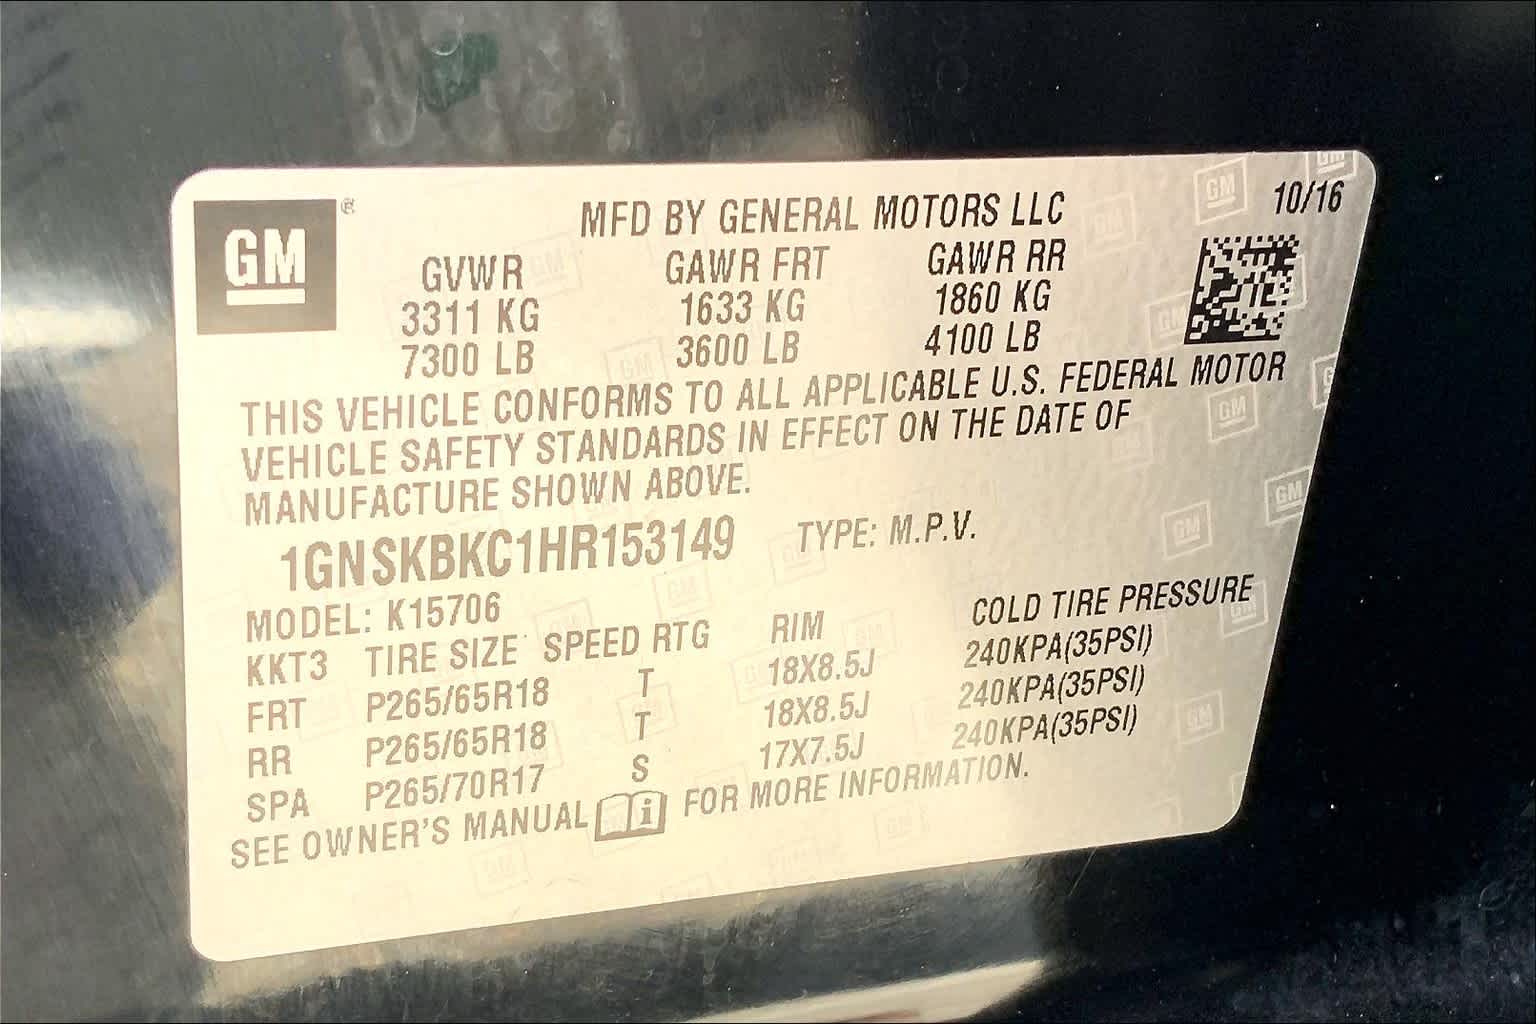 GM ®
MFD BY GENERAL MOTORS LLC 10/16
GVWR GAWR FRT GAWR RR
3311 KG 1633 KG 1860 KG
7300 LB 3600 LB 4100 LB
THIS VEHICLE CONFORMS TO ALL APPLICABLE U.S. FEDERAL MOTOR
VEHICLE SAFETY STANDARDS IN EFFECT ON THE DATE OF
MANUFACTURE SHOWN ABOVE.
1GNSKBKC1HR153149 TYPE: M.P.V.
MODEL: K15706
KKT3 TIRE SIZE SPEED RTG RIM COLD TIRE PRESSURE
FRT P265/65R18 T 18X8.5J 240KPA(35PSI)
RR P265/65R18 T 18X8.5J 240KPA(35PSI)
SPA P265/70R17 S 17X7.5J 240KPA(35PSI)
SEE OWNER'S MANUAL i FOR MORE INFORMATION.